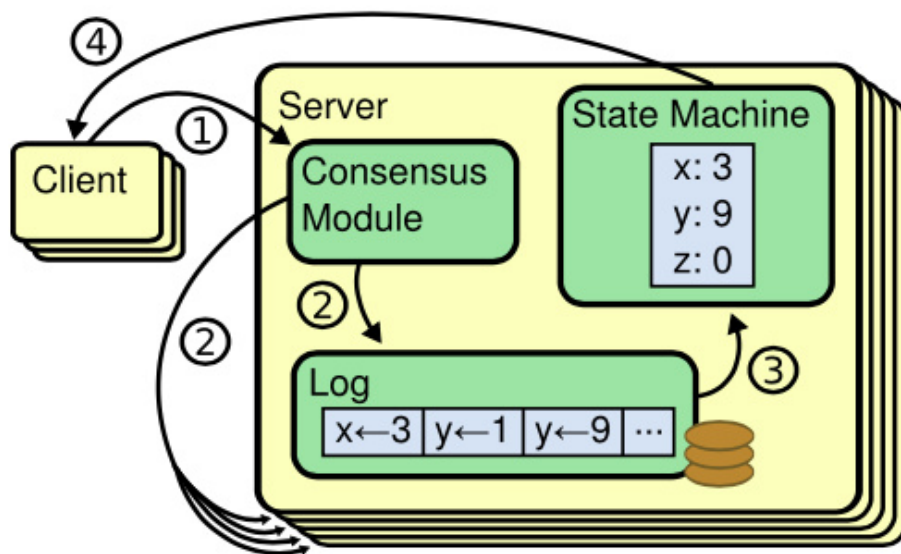 ④
①
Server
Client
Consensus
Module
State Machine
x: 3
y: 9
z: 0
②
②
③
Log
x←3 y←1 y←9 ...